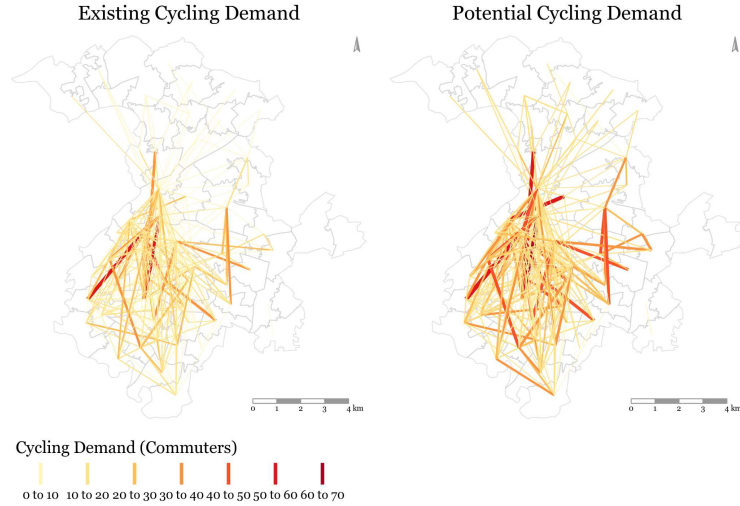 Existing Cycling Demand
Potential Cycling Demand
0 1 2 3 4 km
0 1 2 3 4 km
Cycling Demand (Commuters)
0 to 10 10 to 20 20 to 30 30 to 40 40 to 50 50 to 60 60 to 70